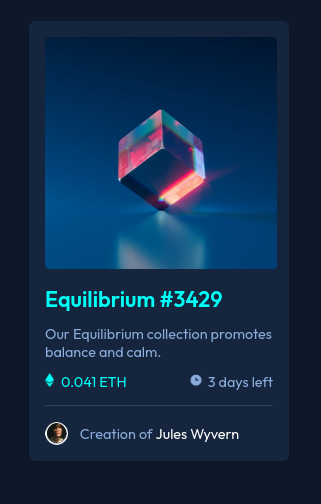 Equilibrium #3429
Our Equilibrium collection promotes
balance and calm.
0.041 ETH
3 days left
Creation of Jules Wyvern